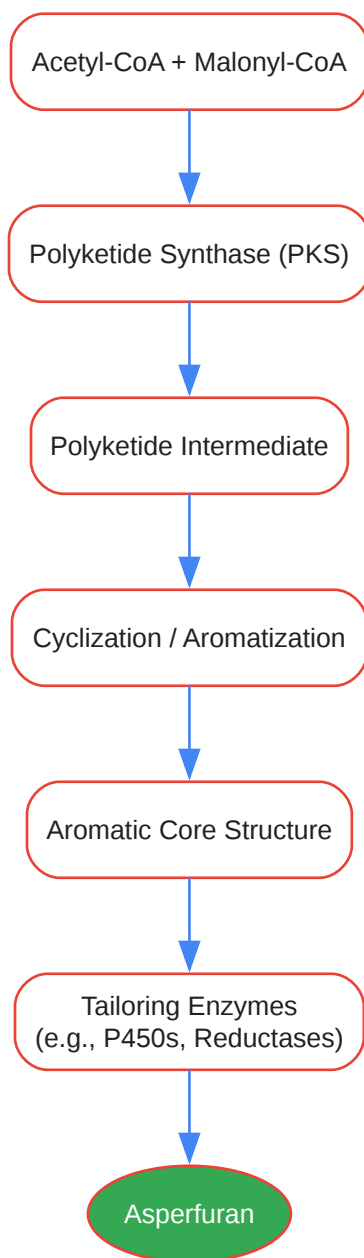 Acetyl-CoA + Malonyl-CoA
Polyketide Synthase (PKS)
Polyketide Intermediate
Cyclization / Aromatization
Aromatic Core Structure
Tailoring Enzymes
(e.g., P450s, Reductases)
Asperfuran